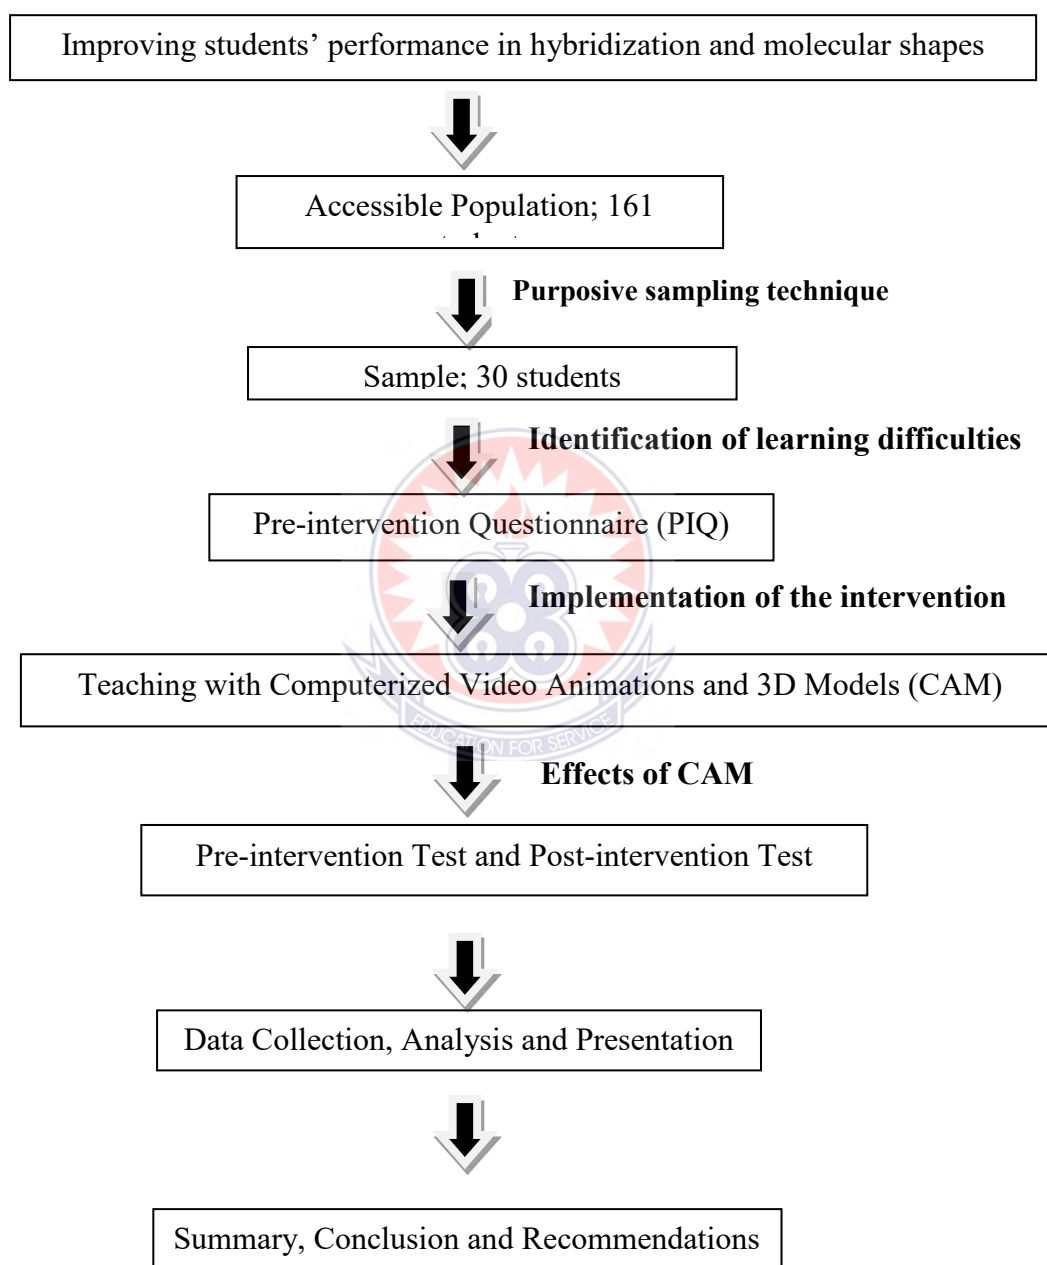 Improving students’ performance in hybridization and molecular shapes
Accessible Population; 161
Purposive sampling technique
Sample; 30 students
Identification of learning difficulties
Pre-intervention Questionnaire (PIQ)
Implementation of the intervention
Teaching with Computerized Video Animations and 3D Models (CAM)
EDUCATION FOR SERVICE
Effects of CAM
Pre-intervention Test and Post-intervention Test
Data Collection, Analysis and Presentation
Summary, Conclusion and Recommendations